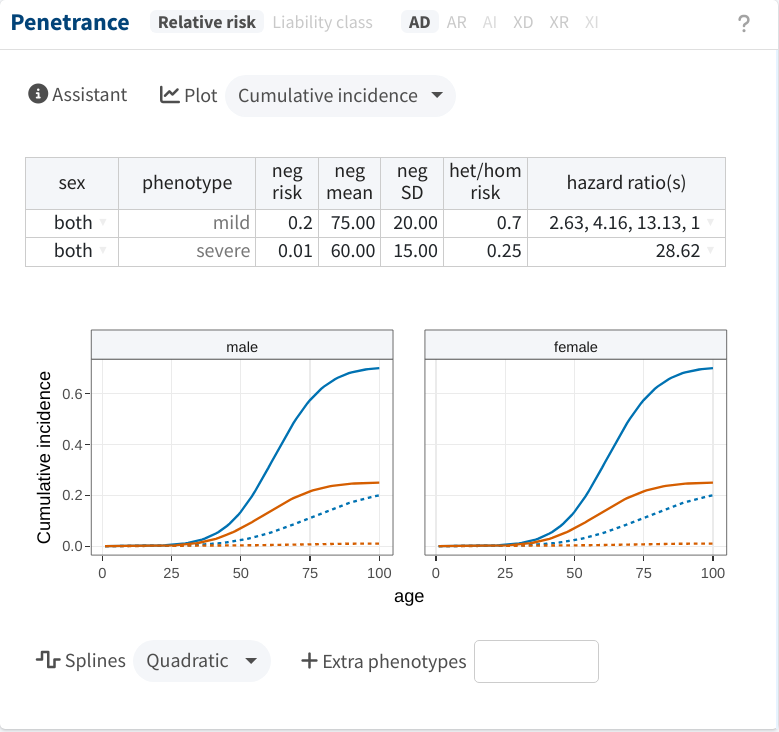 Penetrance Relative risk Liability class AD AR AI XD XR XI ?
Assistant Plot Cumulative incidence
sex phenotype neg risk neg mean neg SD het/hom risk hazard ratio(s)
both mild 0.2 75.00 20.00 0.7 2.63, 4.16, 13.13, 1
both severe 0.01 60.00 15.00 0.25 28.62
male female
Cumulative incidence
0.6
0.4
0.2
0.0
0 25 50 75 100 0 25 50 75 100
age
Splines Quadratic + Extra phenotypes